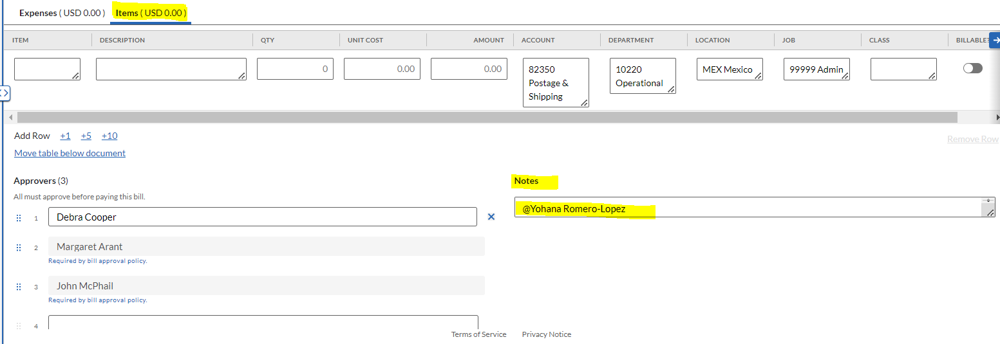 Expenses ( USD 0.00 ) Items ( USD 0.00 )
ITEM DESCRIPTION QTY UNIT COST AMOUNT ACCOUNT DEPARTMENT LOCATION JOB CLASS BILLABLE?
0 0.00 0.00 82350 10220 MEX Mexico 99999 Admin
Postage & Operational
Shipping
Add Row +1 +5 +10
Remove Row
Move table below document
Approvers (3)
Notes
All must approve before paying this bill.
@Yohana Romero-Lopez
1 Debra Cooper
2 Margaret Arant
Required by bill approval policy.
3 John McPhail
Required by bill approval policy.
4
Terms of Service Privacy Notice